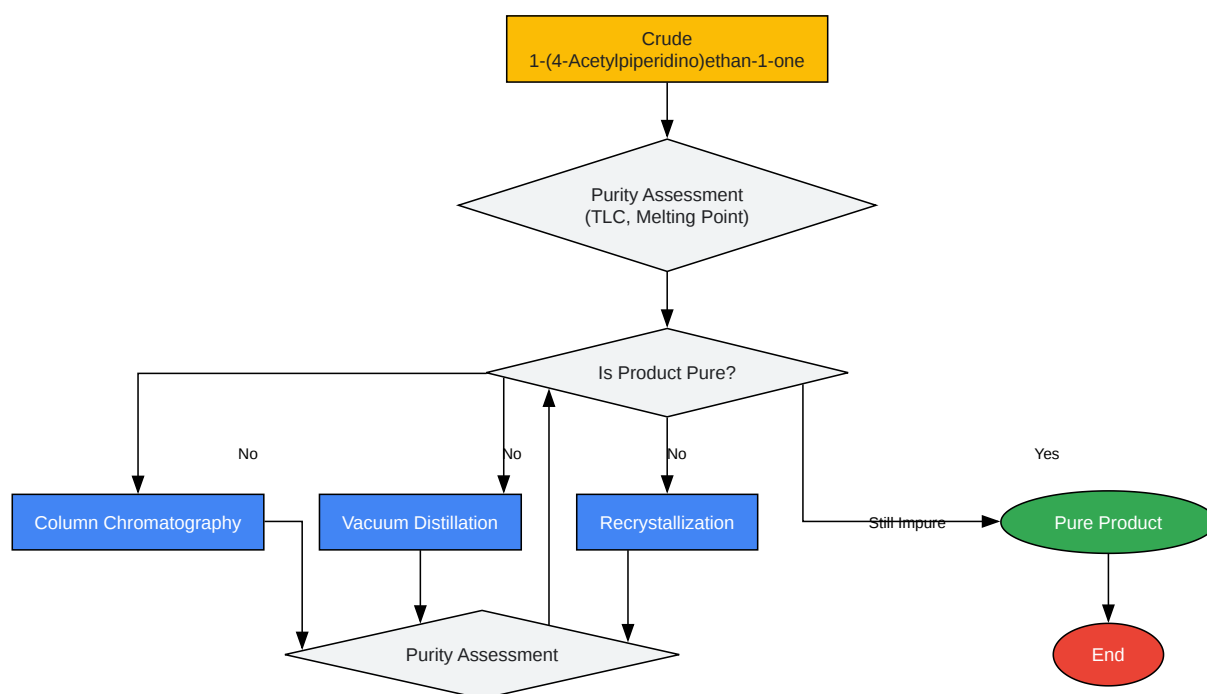 Crude
1-(4-Acetylpiperidino)ethan-1-one
Purity Assessment
(TLC, Melting Point)
Is Product Pure?
No
No
No
Yes
Column Chromatography
Vacuum Distillation
Recrystallization
Still Impure
Pure Product
Purity Assessment
End